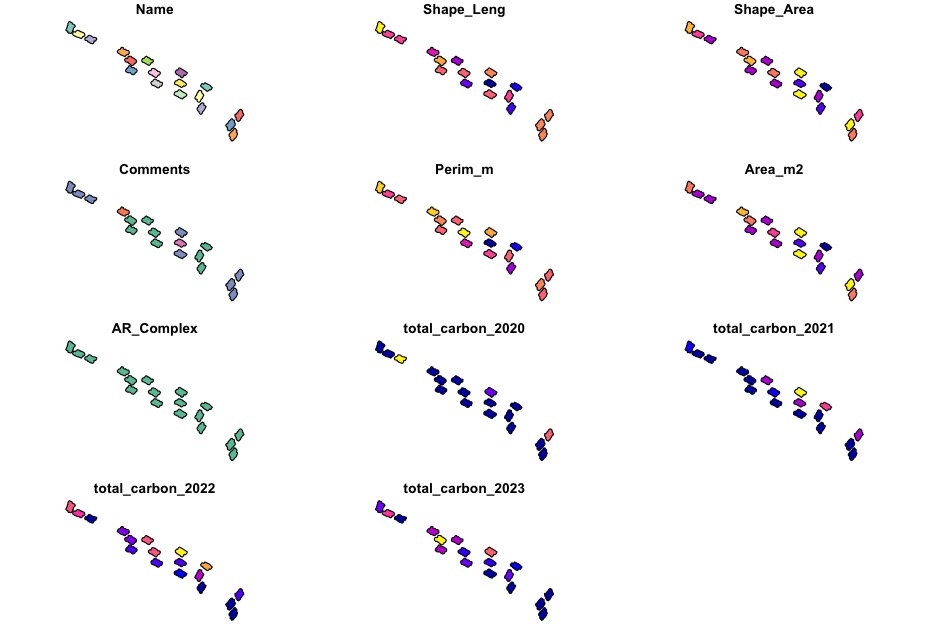 Name
Shape_Leng
Shape_Area
Comments
Perim_m
Area_m2
AR_Complex
total_carbon_2020
total_carbon_2021
total_carbon_2022
total_carbon_2023